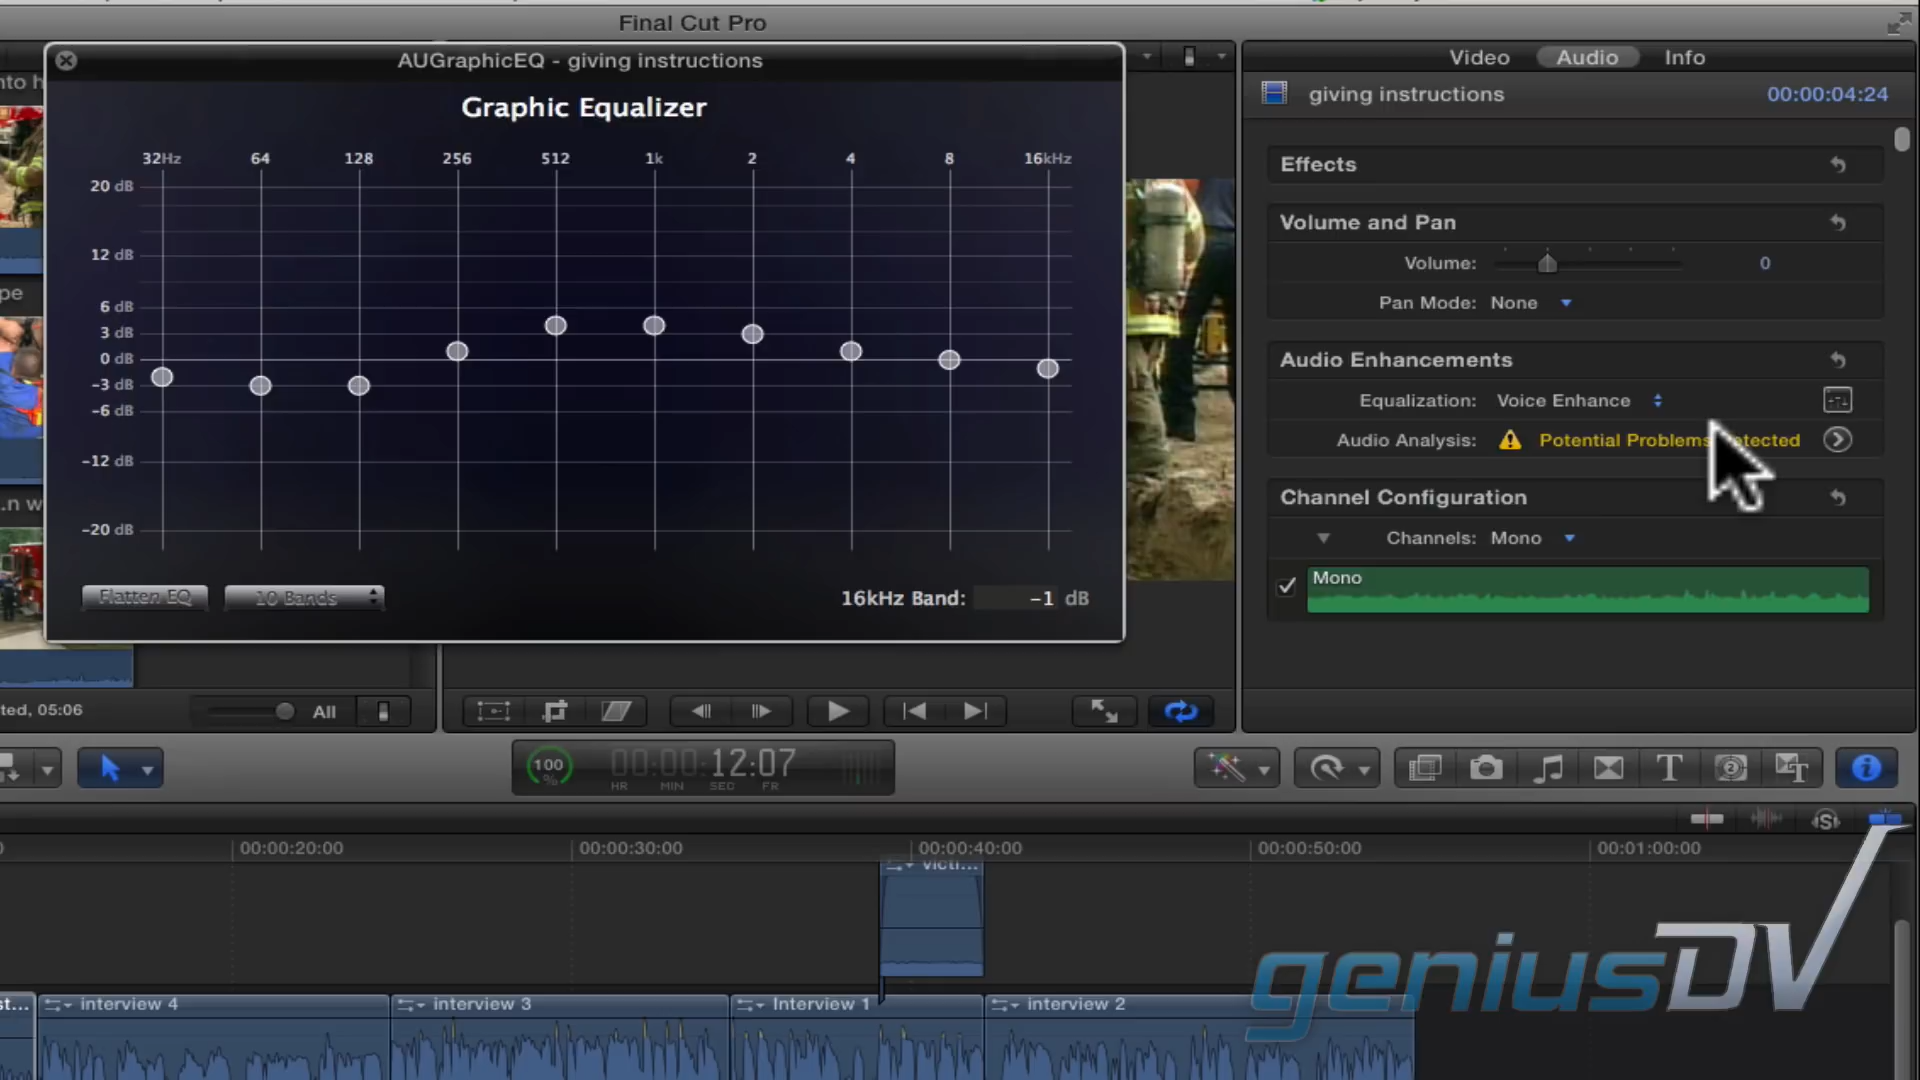 Final Cut Pro
AUGraphicEQ - giving instructions
Graphic Equalizer
32Hz 64 128 256 512 1k 2 4 8 16kHz
20 dB
12 dB
6 dB
3 dB
0 dB
-3 dB
-6 dB
-12 dB
-20 dB
Flatten EQ
10 Bands
16kHz Band: -1 dB
Video Audio Info
giving instructions 00:00:04:24
Effects
Volume and Pan
Volume: 0
Pan Mode: None
Audio Enhancements
Equalization: Voice Enhance
Audio Analysis: Potential Problems
Channel Configuration
Channels: Mono
Mono
ted, 05:06
All
100 %
00:00:12:07
HR MIN SEC FR
00:00:20:00 00:00:30:00 00:00:40:00 00:00:50:00 00:01:00:00
interview 4
interview 3
Interview 1
interview 2
geniusDV